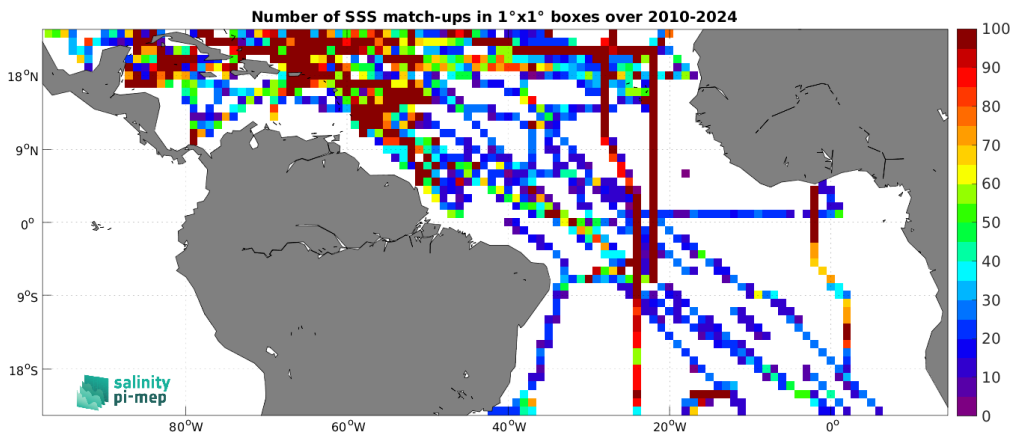 Number of SSS match-ups in 1°x1° boxes over 2010-2024
100
90
80
70
60
50
40
30
20
10
0
18°N
9°N
0°
9°S
18°S
80°W
60°W
40°W
20°W
0°
salinity
pi-mep